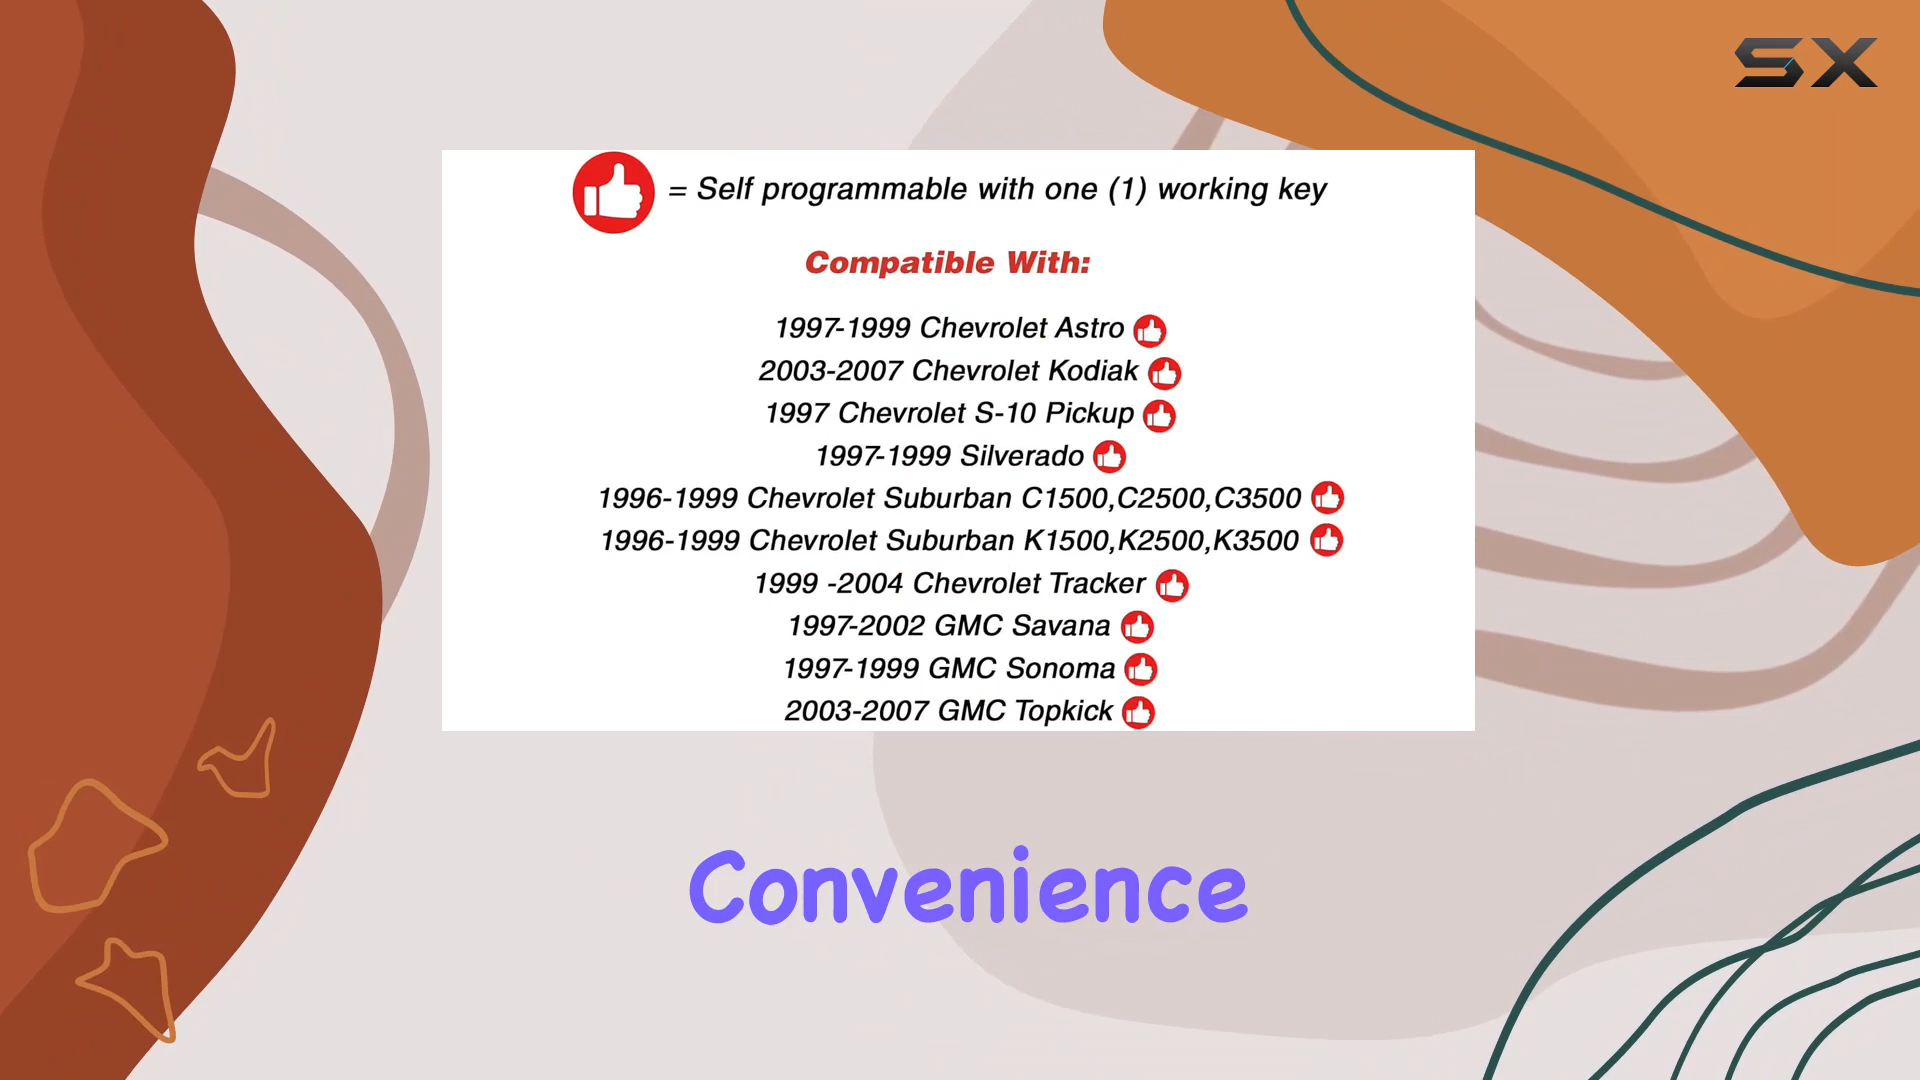 SX
= Self programmable with one (1) working key
Compatible With:
1997-1999 Chevrolet Astro
2003-2007 Chevrolet Kodiak
1997 Chevrolet S-10 Pickup
1997-1999 Silverado
1996-1999 Chevrolet Suburban C1500,C2500,C3500
1996-1999 Chevrolet Suburban K1500,K2500,K3500
1999 -2004 Chevrolet Tracker
1997-2002 GMC Savana
1997-1999 GMC Sonoma
2003-2007 GMC Topkick
Convenience